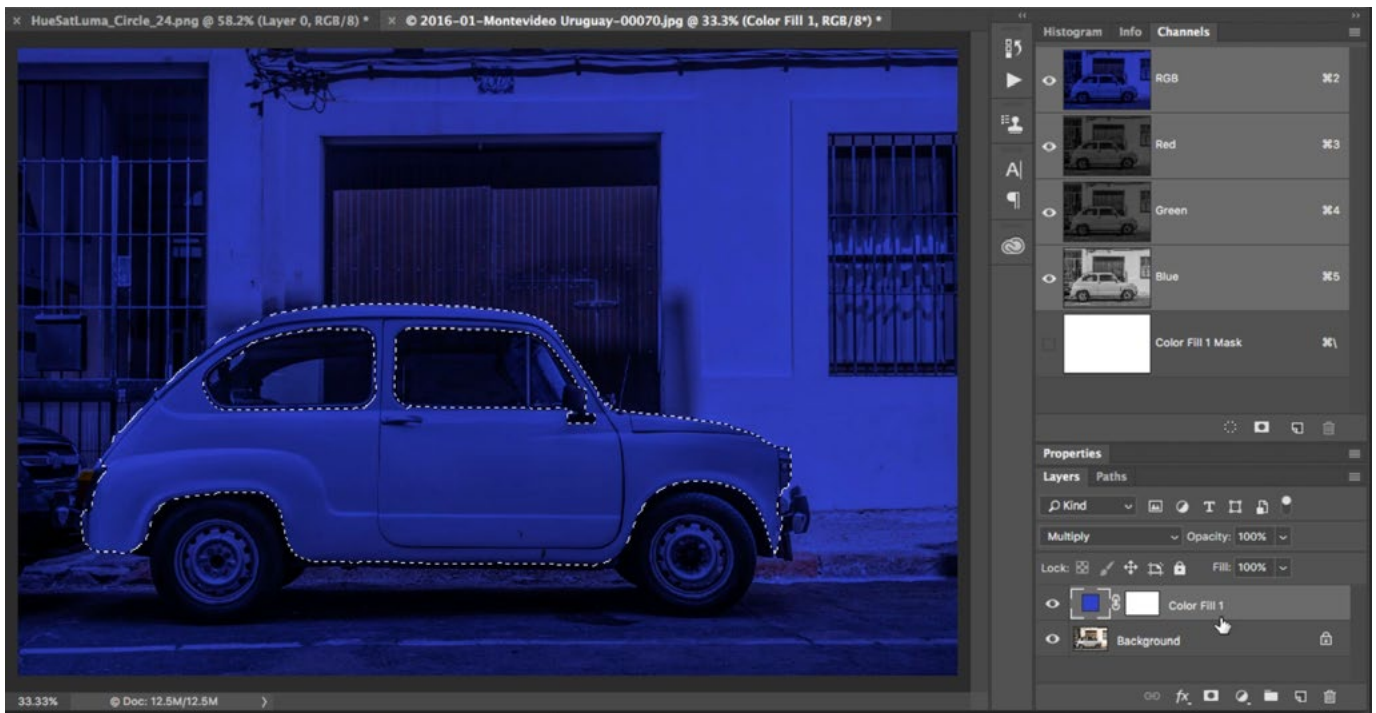 × HueSatLuma_Circle_24.png @ 58.2% (Layer 0, RGB/8) *
× © 2016-01-Montevideo Uruguay-00070.jpg @ 33.3% (Color Fill 1, RGB/8*) *
Histogram Info Channels
RGB ⌘2
Red ⌘3
A|
Green ⌘4
Blue ⌘5
Color Fill 1 Mask ⌘\
Properties
Layers Paths
Kind
T
Multiply Opacity: 100%
Lock: Fill: 100%
Color Fill 1
Background
fx
33.33% © Doc: 12.5M/12.5M